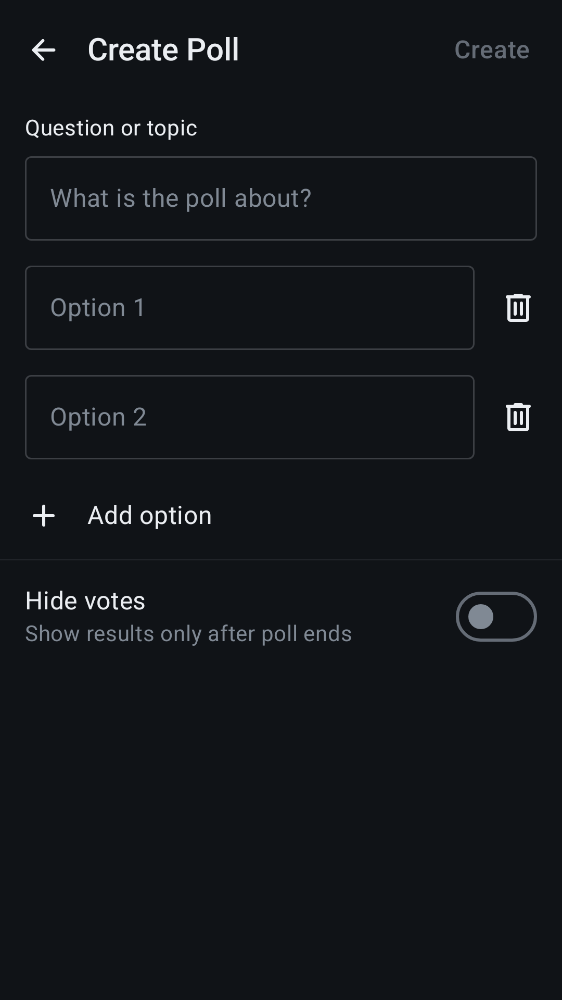 Create Poll
Create
Question or topic
What is the poll about?
Option 1
Option 2
Add option
Hide votes
Show results only after poll ends